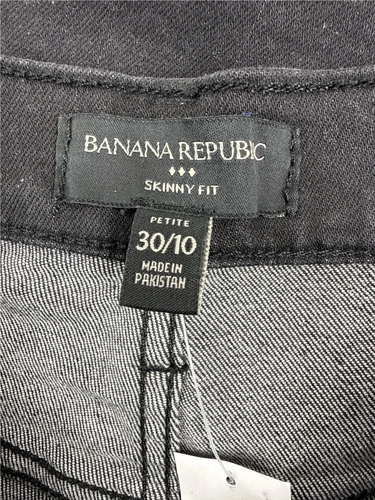 BANANA REPUBLIC
SKINNY FIT
PETITE
30/10
MADE IN
PAKISTAN